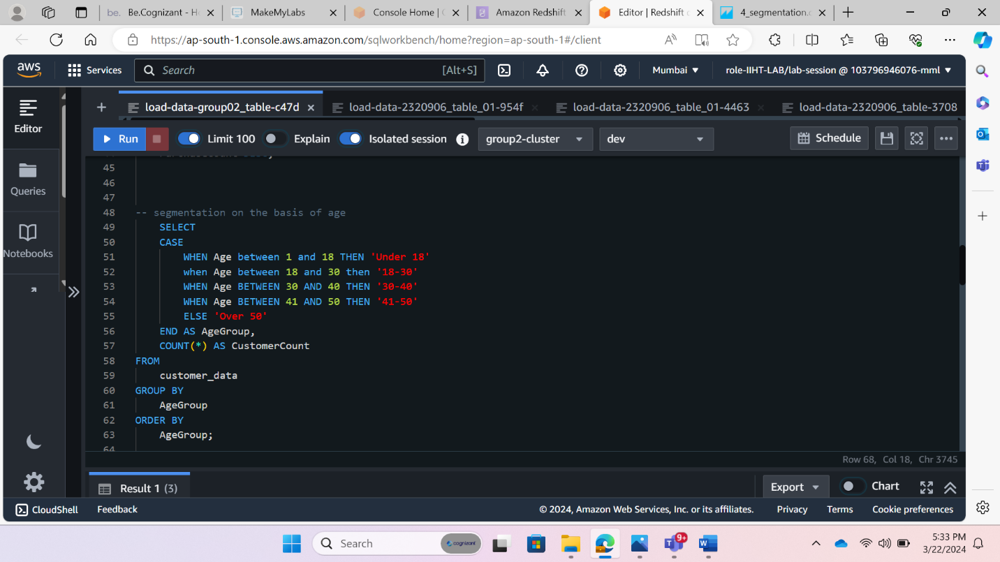 be. Be.Cognizant - H
MakeMyLabs
Console Home |
Amazon Redshift
Editor | Redshift
4_segmentation.c
https://ap-south-1.console.aws.amazon.com/sqlworkbench/home?region=ap-south-1#/client
aws
Services
Search
[Alt+S]
Mumbai
role-IIHT-LAB/lab-session @ 103796946076-mml
Editor
Queries
Notebooks
load-data-group02_table-c47d
load-data-2320906_table_01-954f
load-data-2320906_table_01-4463
load-data-2320906_table-3708
Run
Limit 100
Explain
Isolated session
group2-cluster
dev
Schedule
45
46
47
48 -- segmentation on the basis of age
49 SELECT
50 CASE
51 WHEN Age between 1 and 18 THEN 'Under 18'
52 when Age between 18 and 30 then '18-30'
53 WHEN Age BETWEEN 30 AND 40 THEN '30-40'
54 WHEN Age BETWEEN 41 AND 50 THEN '41-50'
55 ELSE 'Over 50'
56 END AS AgeGroup,
57 COUNT(*) AS CustomerCount
58 FROM
59 customer_data
60 GROUP BY
61 AgeGroup
62 ORDER BY
63 AgeGroup;
64
Row 68, Col 18, Chr 3745
Result 1 (3)
Export
Chart
CloudShell
Feedback
© 2024, Amazon Web Services, Inc. or its affiliates.
Privacy
Terms
Cookie preferences
Search
cognizant
9+
5:33 PM
3/22/2024